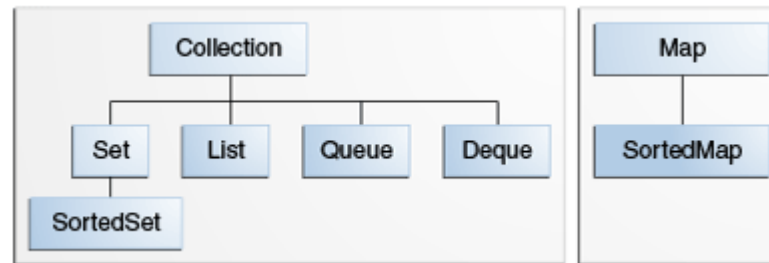 Collection
Map
Set
List
Queue
Deque
SortedMap
SortedSet